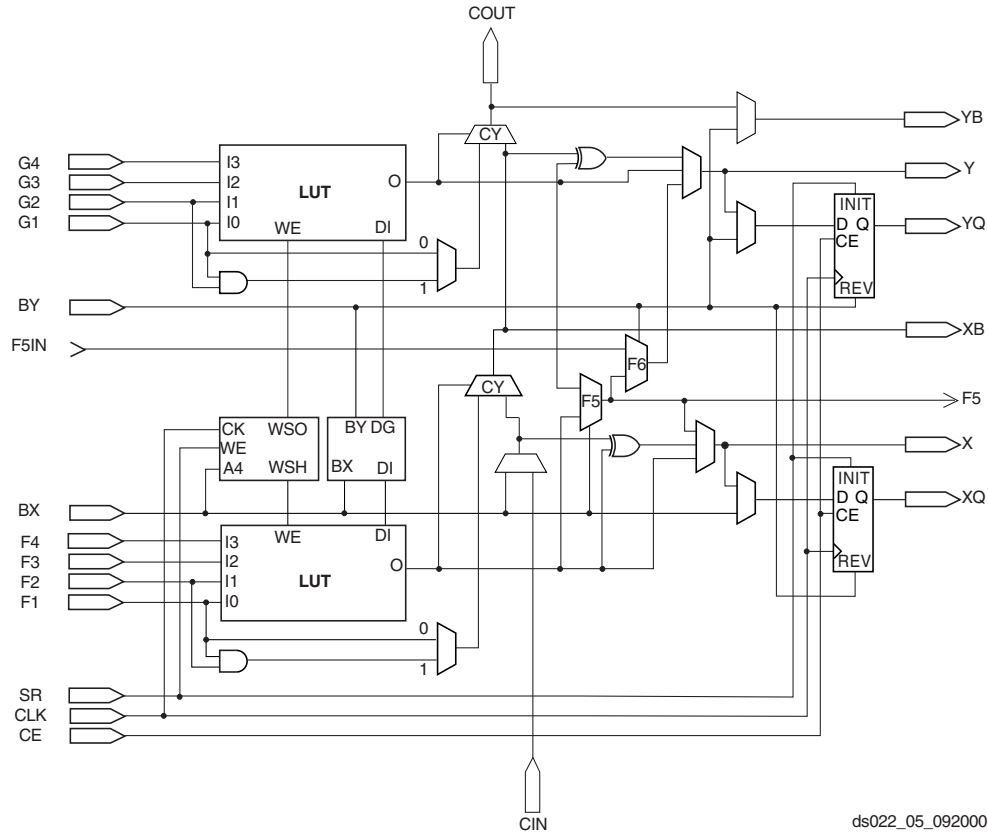 COUT
YB
CY
G4
G3
G2
G1
I3
I2
I1
I0
LUT
O
WE
DI
0
1
Y
INIT
D Q
CE
REV
YQ
BY
XB
F5IN
F6
CY
F5
F5
CK
WE
A4
WSO
WSH
BY DG
BX
DI
X
INIT
D Q
CE
REV
XQ
BX
F4
F3
F2
F1
WE
DI
I3
I2
I1
I0
LUT
O
0
1
SR
CLK
CE
CIN
ds022_05_092000